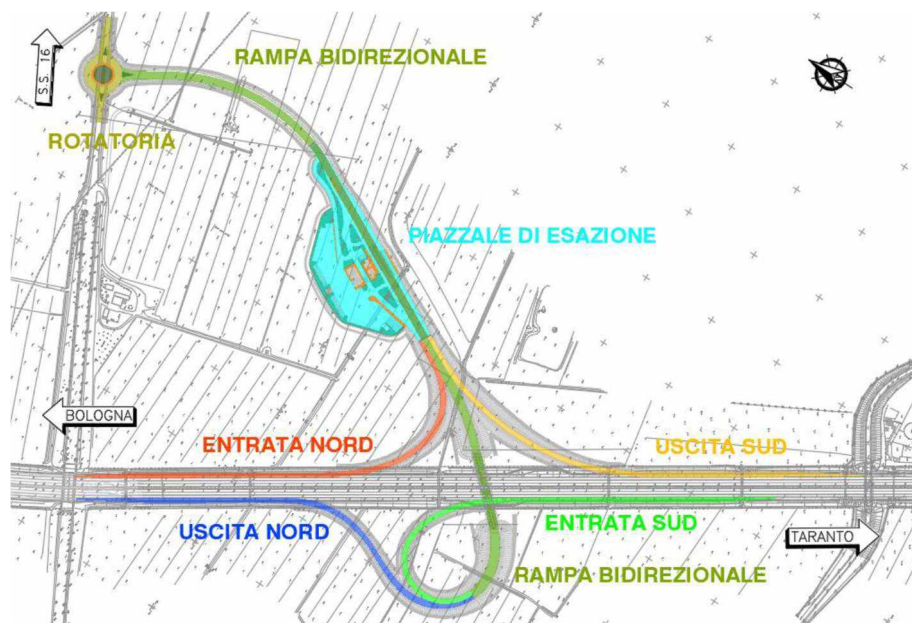 S.S. 16
RAMPA BIDIREZIONALE
ROTATORIA
PIAZZALE DI ESAZIONE
BOLOGNA
ENTRATA NORD
USCITA SUD
USCITA NORD
ENTRATA SUD
TARANTO
RAMPA BIDIREZIONALE